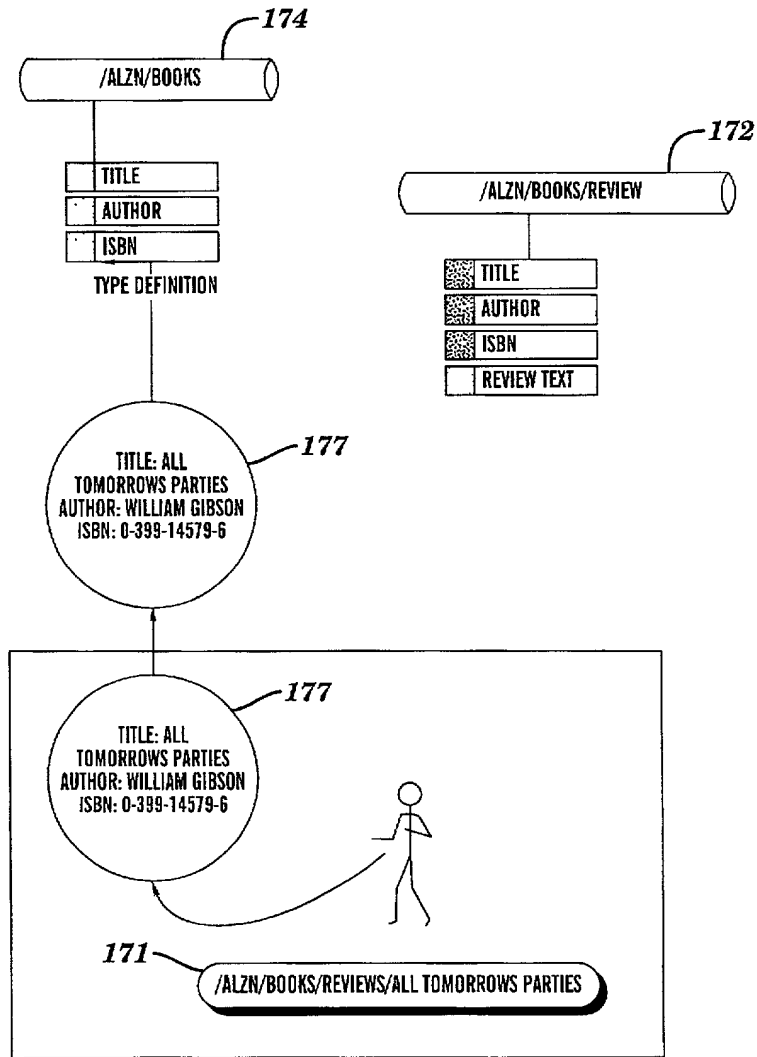 174
/ALZN/BOOKS
TITLE
AUTHOR
ISBN
TYPE DEFINITION
172
/ALZN/BOOKS/REVIEW
TITLE
AUTHOR
ISBN
REVIEW TEXT
177
TITLE: ALL
TOMORROWS PARTIES
AUTHOR: WILLIAM GIBSON
ISBN: 0-399-14579-6
177
TITLE: ALL
TOMORROWS PARTIES
AUTHOR: WILLIAM GIBSON
ISBN: 0-399-14579-6
171
/ALZN/BOOKS/REVIEWS/ALL TOMORROWS PARTIES